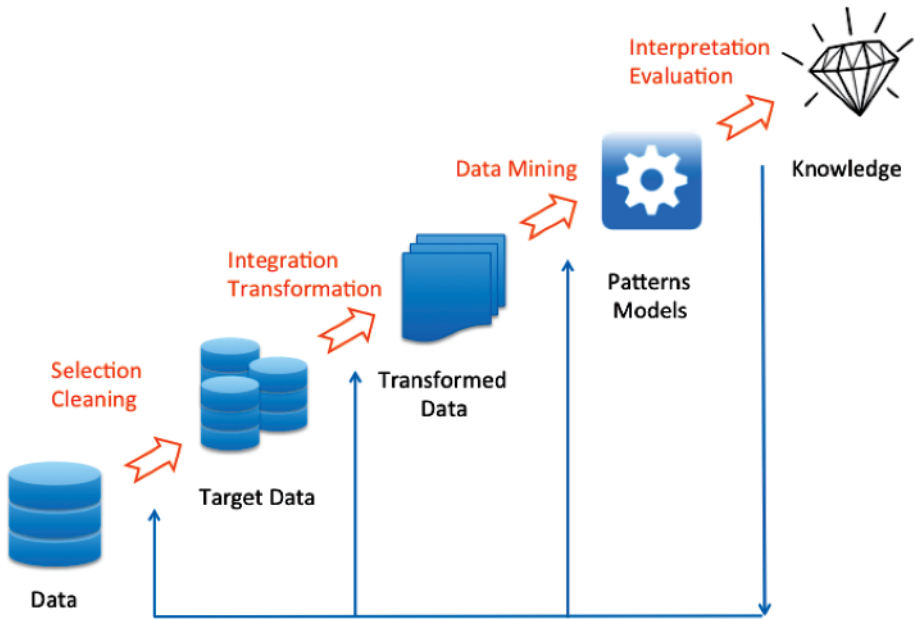 Interpretation
Evaluation
Knowledge
Data Mining
Patterns
Models
Integration
Transformation
Transformed
Data
Selection
Cleaning
Target Data
Data